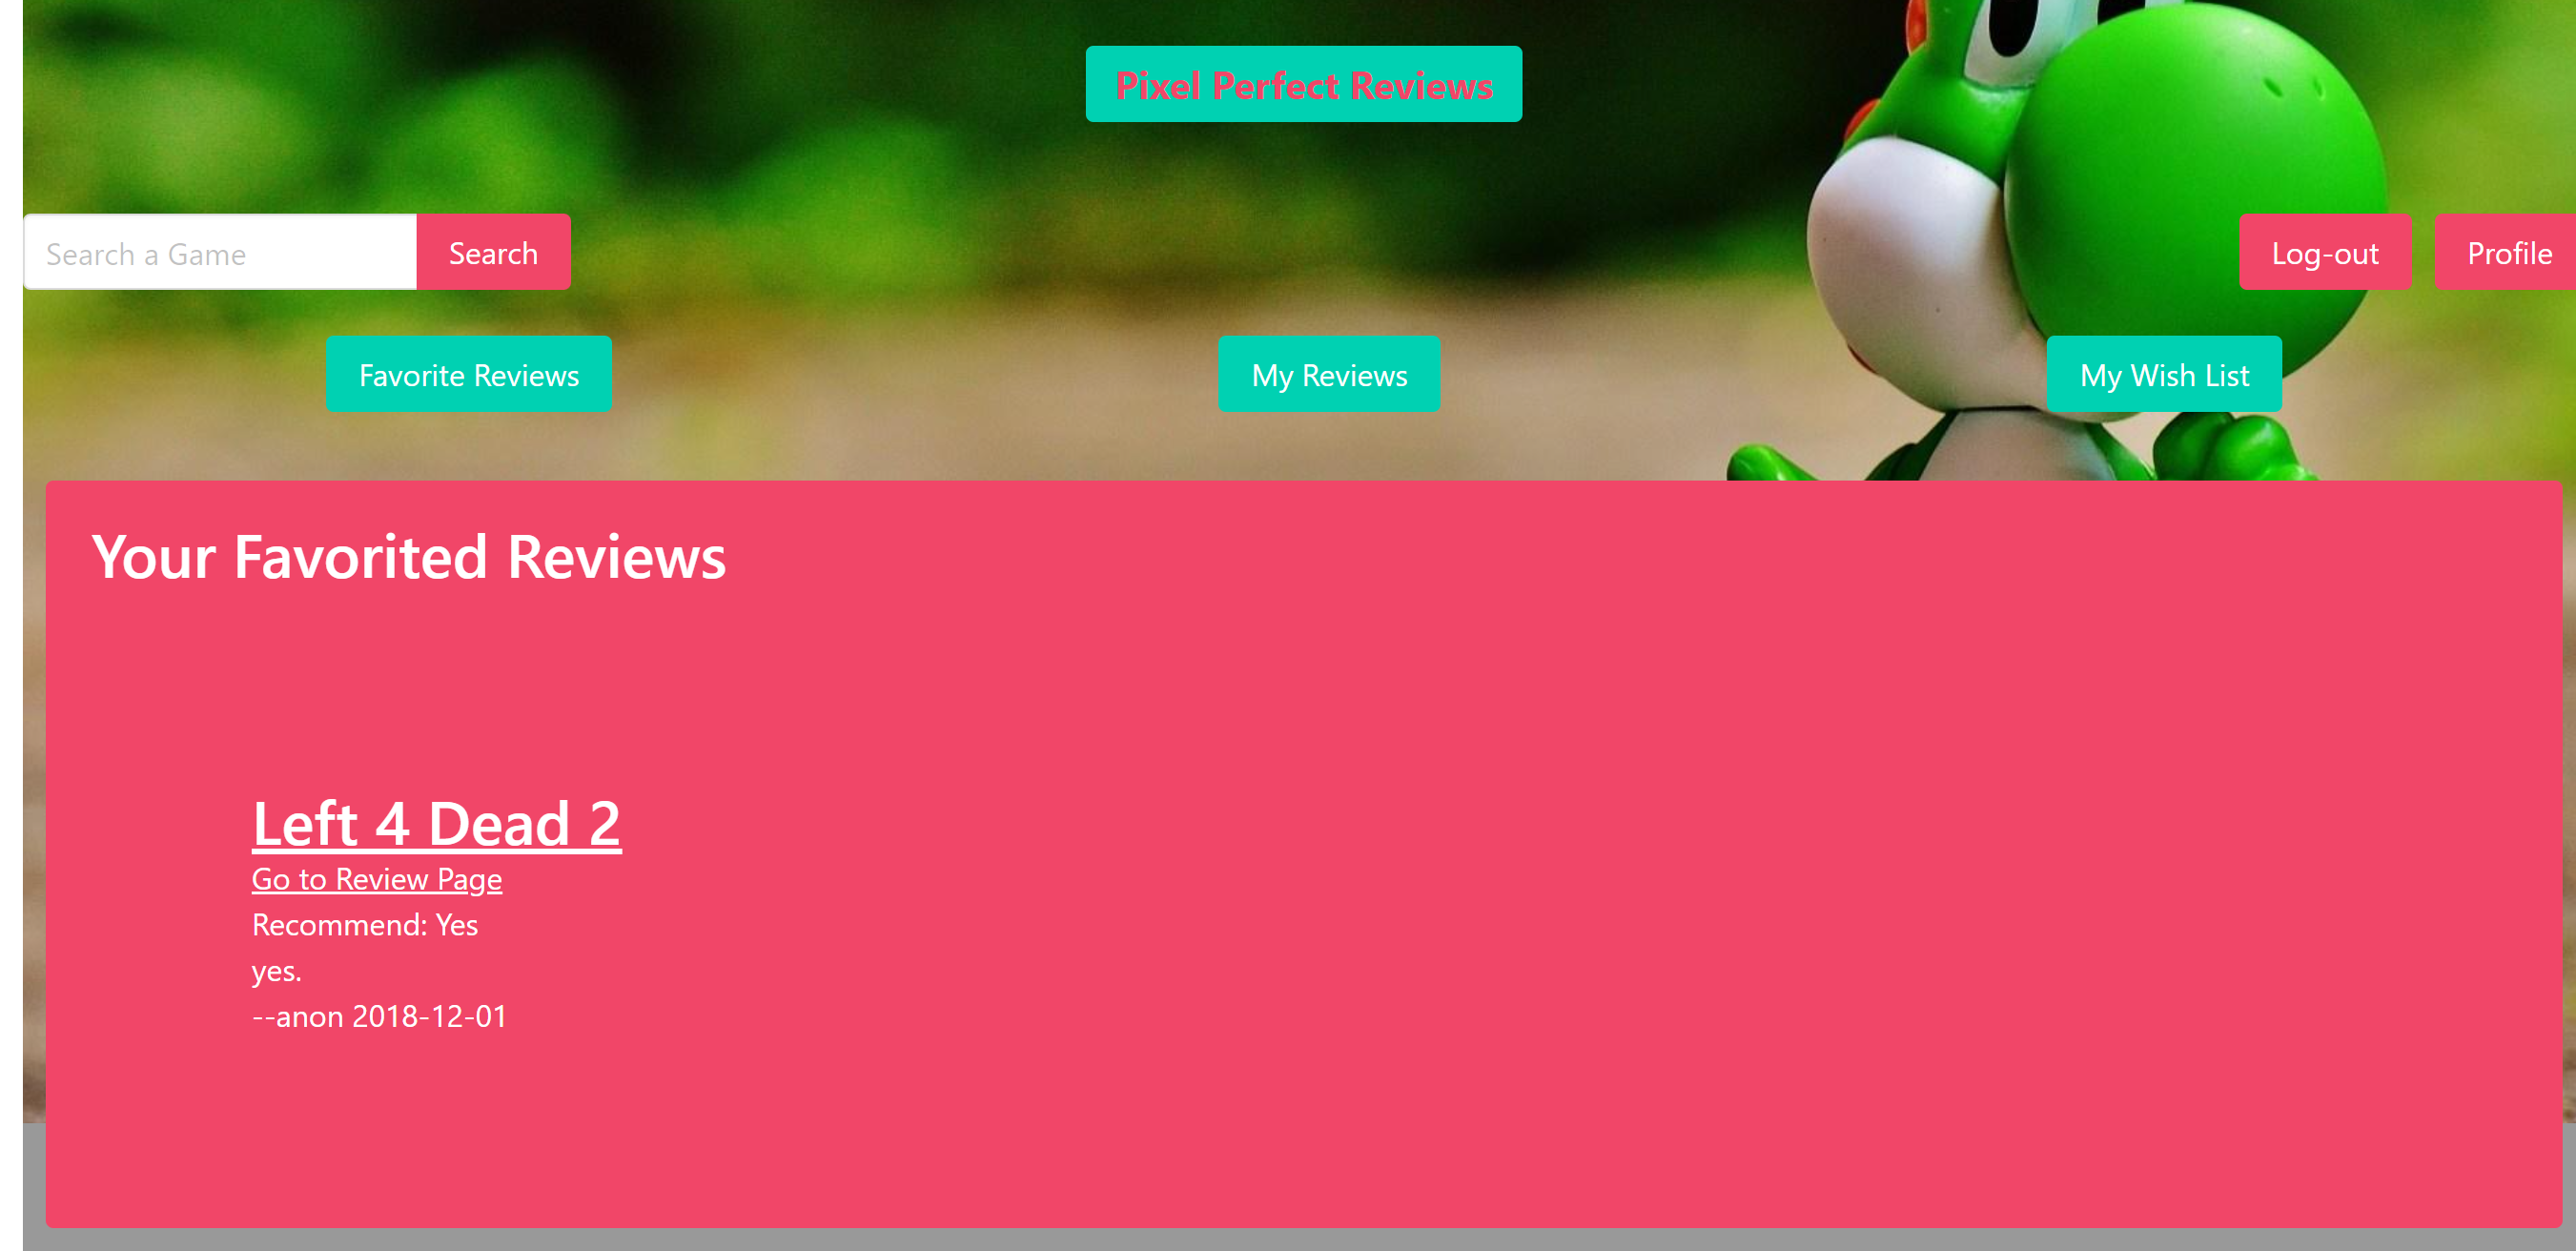 Pixel Perfect Reviews
Search a Game
Search
Log-out
Profile
Favorite Reviews
My Reviews
My Wish List
Your Favorited Reviews
Left 4 Dead 2
Go to Review Page
Recommend: Yes
yes.
--anon 2018-12-01